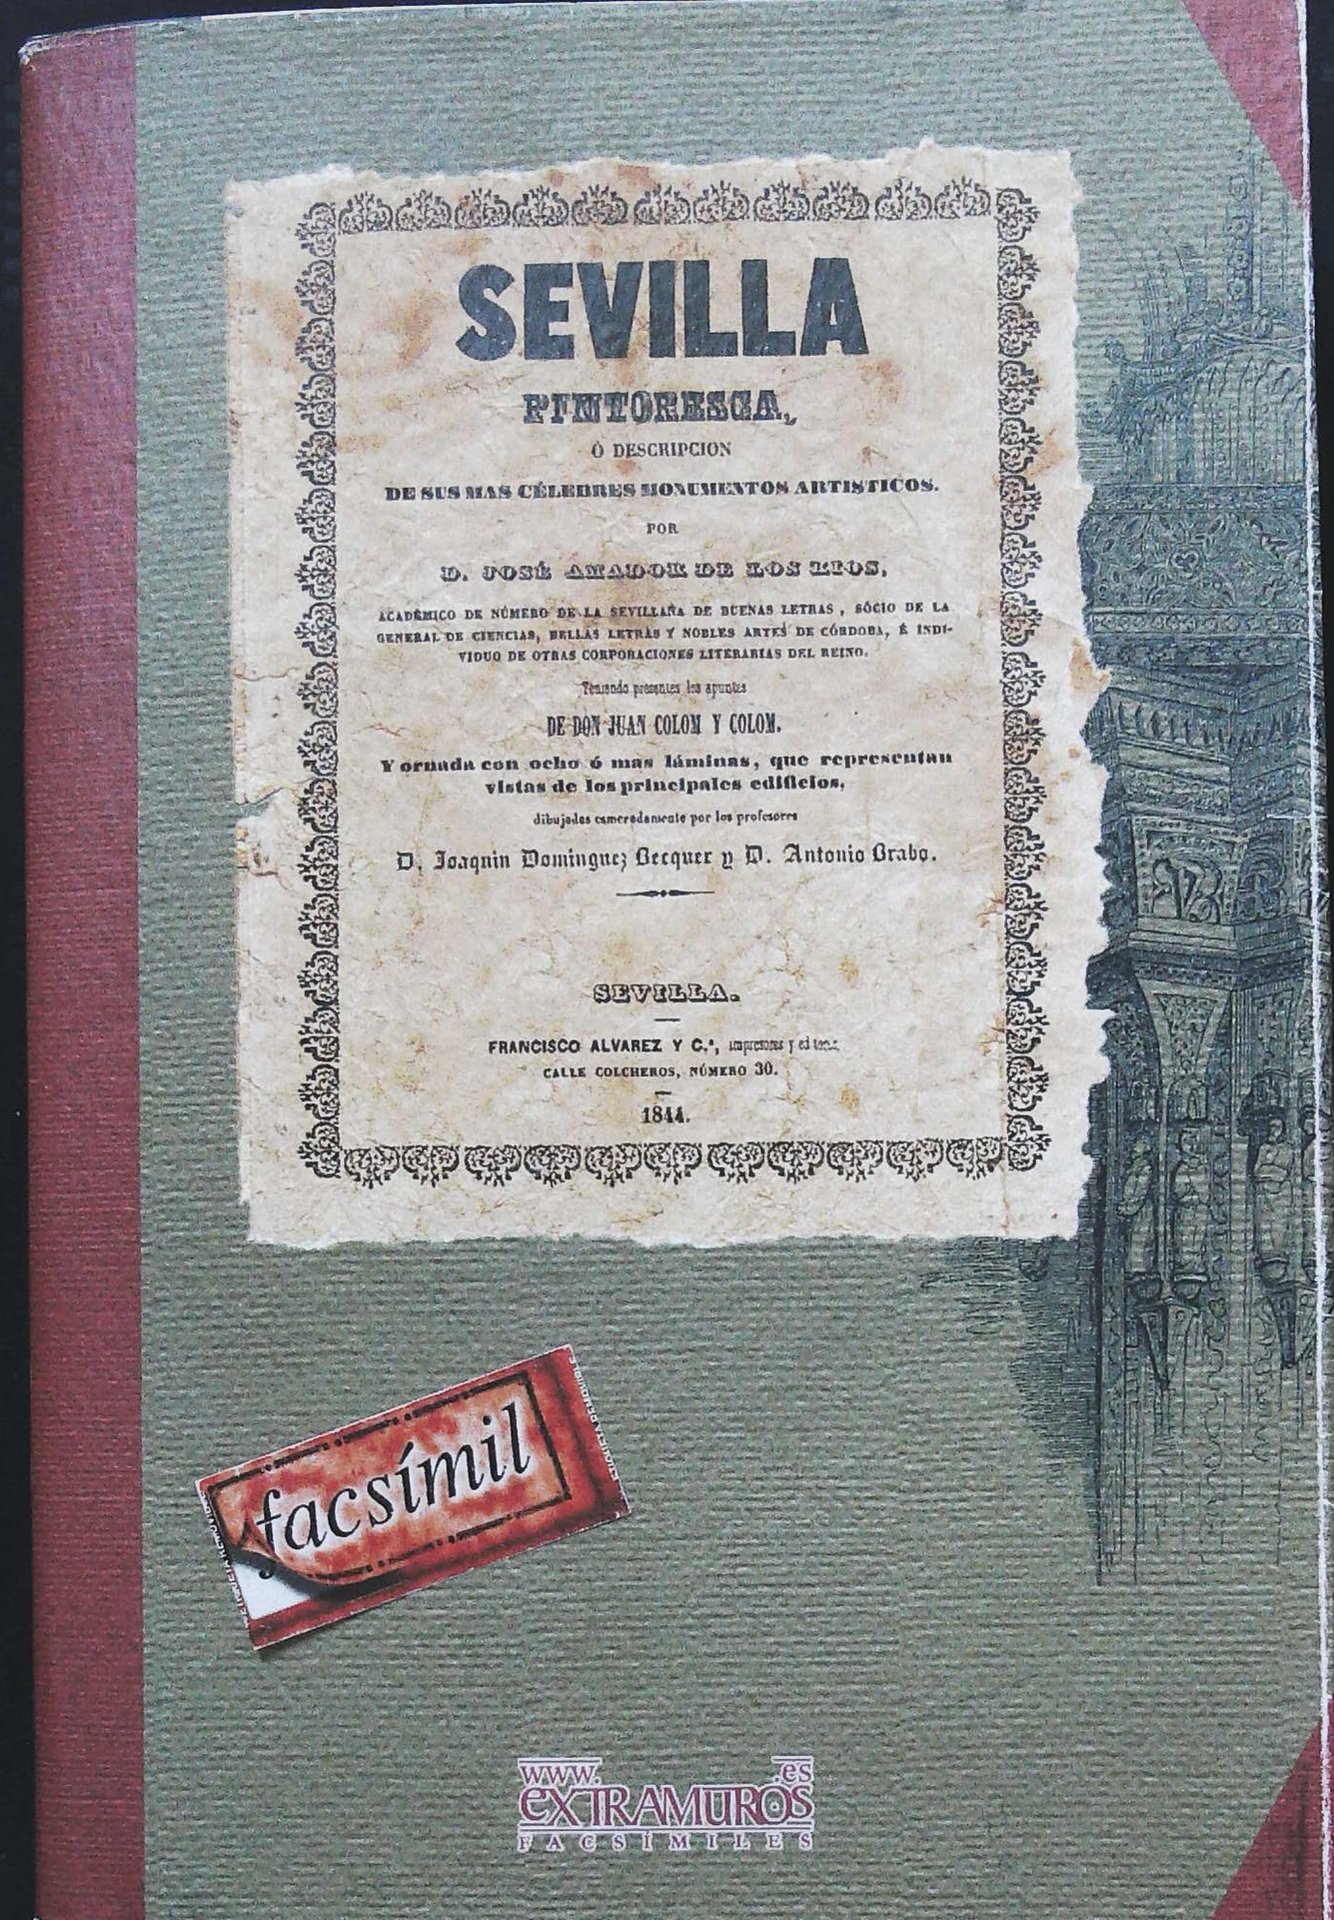 SEVILLA
PINTORESCA,
Ó DESCRIPCION
DE SUS MAS CÉLEBRES MONUMENTOS ARTISTICOS.
POR
D. JOSÉ AMADOR DE LOS RIOS,
ACADÉMICO DE NÚMERO DE LA SEVILLANA DE BUENAS LETRAS, SÓCIO DE LA
GENERAL DE CIENCIAS, BELLAS LETRAS Y NOBLES ARTES DE CÓRDOBA, É INDI-
VIDUO DE OTRAS CORPORACIONES LITERARIAS DEL REINO.
Teniendo presentes los apuntes
DE DON JUAN COLOM Y COLOM.
Y ornada con ocho ó mas láminas, que representan
vistas de los principales edificios,
dibujadas esmeradamente por los profesores
D. Joaquin Dominguez Becquer y D. Antonio Brabo.
SEVILLA.
FRANCISCO ALVAREZ Y C.ª, impresores y editores,
CALLE COLCHEROS, NÚMERO 30.
1844.
facsímil
www. .es
EXTRAMUROS
FACSÍMILES